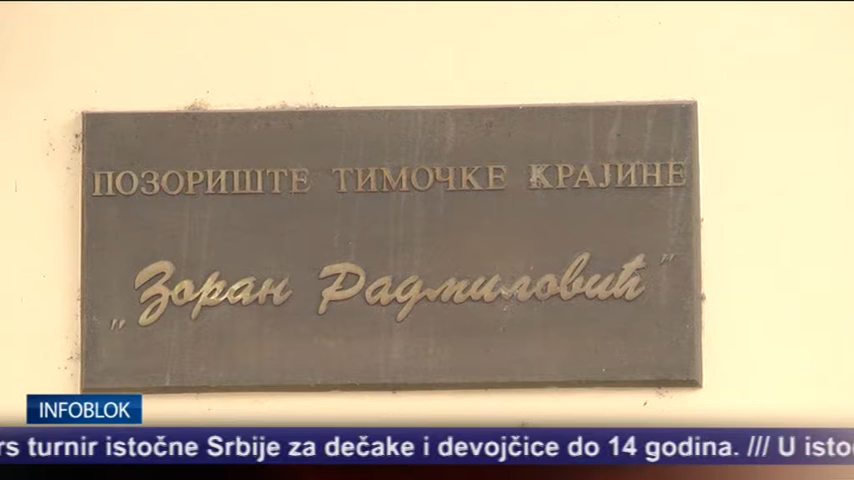 ПОЗОРИШТЕ ТИМОЧКЕ КРАЈИНЕ
„Зоран Радмиловић”
INFOBLOK
turnir istočne Srbije za dečake i devojčice do 14 godina. /// U